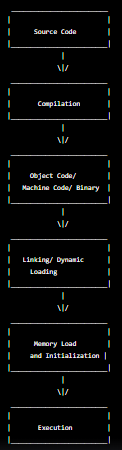 Source Code
Compilation
Object Code/
Machine Code/ Binary
Linking/ Dynamic
Loading
Memory Load
and Initialization
Execution